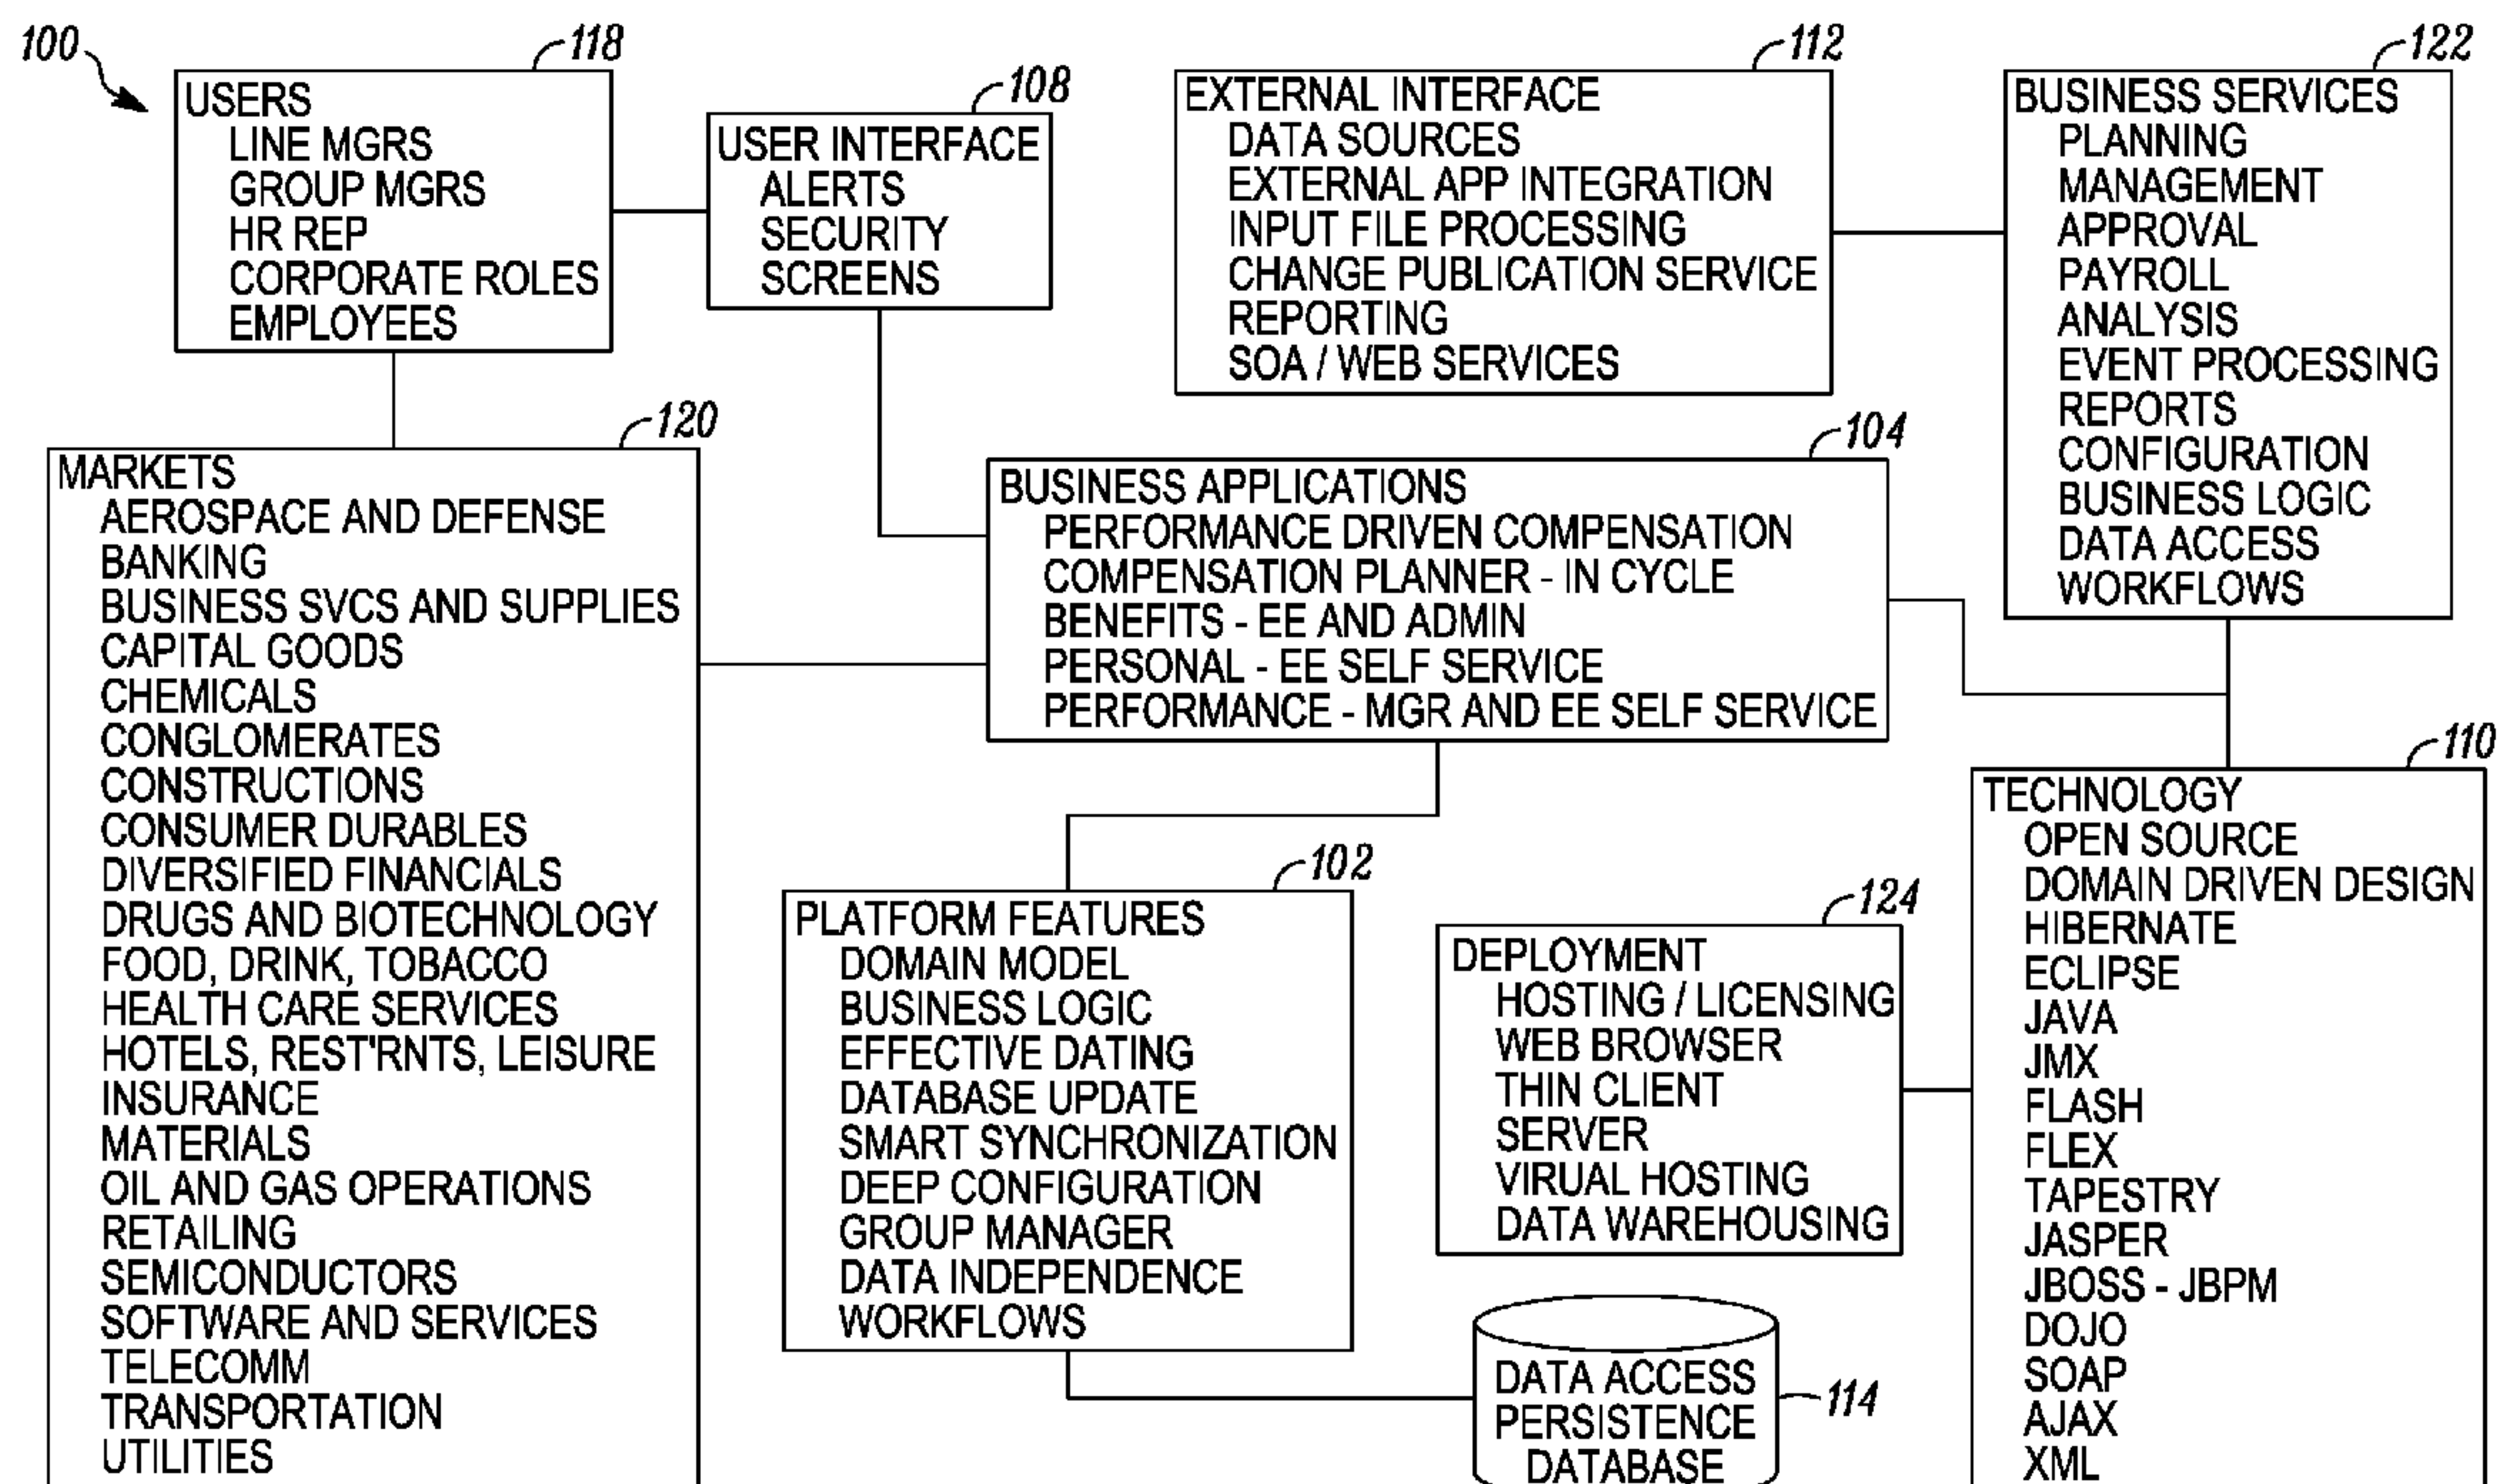 100
118
USERS
LINE MGRS
GROUP MGRS
HR REP
CORPORATE ROLES
EMPLOYEES
108
USER INTERFACE
ALERTS
SECURITY
SCREENS
112
EXTERNAL INTERFACE
DATA SOURCES
EXTERNAL APP INTEGRATION
INPUT FILE PROCESSING
CHANGE PUBLICATION SERVICE
REPORTING
SOA / WEB SERVICES
122
BUSINESS SERVICES
PLANNING
MANAGEMENT
APPROVAL
PAYROLL
ANALYSIS
EVENT PROCESSING
REPORTS
CONFIGURATION
BUSINESS LOGIC
DATA ACCESS
WORKFLOWS
120
MARKETS
AEROSPACE AND DEFENSE
BANKING
BUSINESS SVCS AND SUPPLIES
CAPITAL GOODS
CHEMICALS
CONGLOMERATES
CONSTRUCTIONS
CONSUMER DURABLES
DIVERSIFIED FINANCIALS
DRUGS AND BIOTECHNOLOGY
FOOD, DRINK, TOBACCO
HEALTH CARE SERVICES
HOTELS, REST'RNTS, LEISURE
INSURANCE
MATERIALS
OIL AND GAS OPERATIONS
RETAILING
SEMICONDUCTORS
SOFTWARE AND SERVICES
TELECOMM
TRANSPORTATION
UTILITIES
104
BUSINESS APPLICATIONS
PERFORMANCE DRIVEN COMPENSATION
COMPENSATION PLANNER - IN CYCLE
BENEFITS - EE AND ADMIN
PERSONAL - EE SELF SERVICE
PERFORMANCE - MGR AND EE SELF SERVICE
102
PLATFORM FEATURES
DOMAIN MODEL
BUSINESS LOGIC
EFFECTIVE DATING
DATABASE UPDATE
SMART SYNCHRONIZATION
DEEP CONFIGURATION
GROUP MANAGER
DATA INDEPENDENCE
WORKFLOWS
124
DEPLOYMENT
HOSTING / LICENSING
WEB BROWSER
THIN CLIENT
SERVER
VIRUAL HOSTING
DATA WAREHOUSING
114
DATA ACCESS
PERSISTENCE
DATABASE
110
TECHNOLOGY
OPEN SOURCE
DOMAIN DRIVEN DESIGN
HIBERNATE
ECLIPSE
JAVA
JMX
FLASH
FLEX
TAPESTRY
JASPER
JBOSS - JBPM
DOJO
SOAP
AJAX
XML